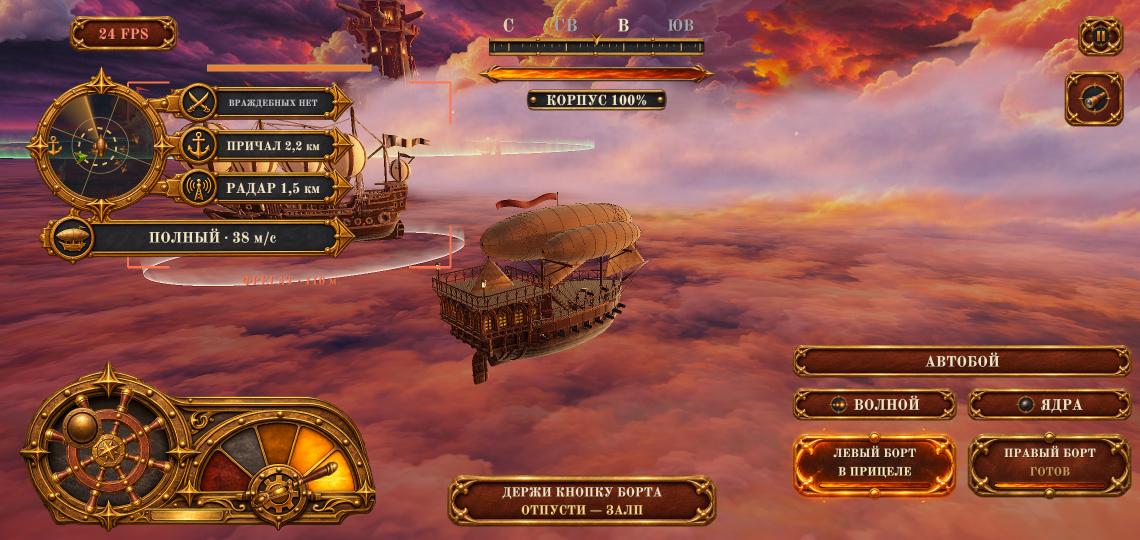 24 FPS
С СВ В ЮВ
КОРПУС 100%
ВРАЖДЕБНЫХ НЕТ
ПРИЧАЛ 2,2 км
РАДАР 1,5 км
ПОЛНЫЙ · 38 м/с
АВТОБОЙ
ВОЛНОЙ
ЯДРА
ЛЕВЫЙ БОРТ
В ПРИЦЕЛЕ
ПРАВЫЙ БОРТ
ГОТОВ
ДЕРЖИ КНОПКУ БОРТА
ОТПУСТИ — ЗАЛП